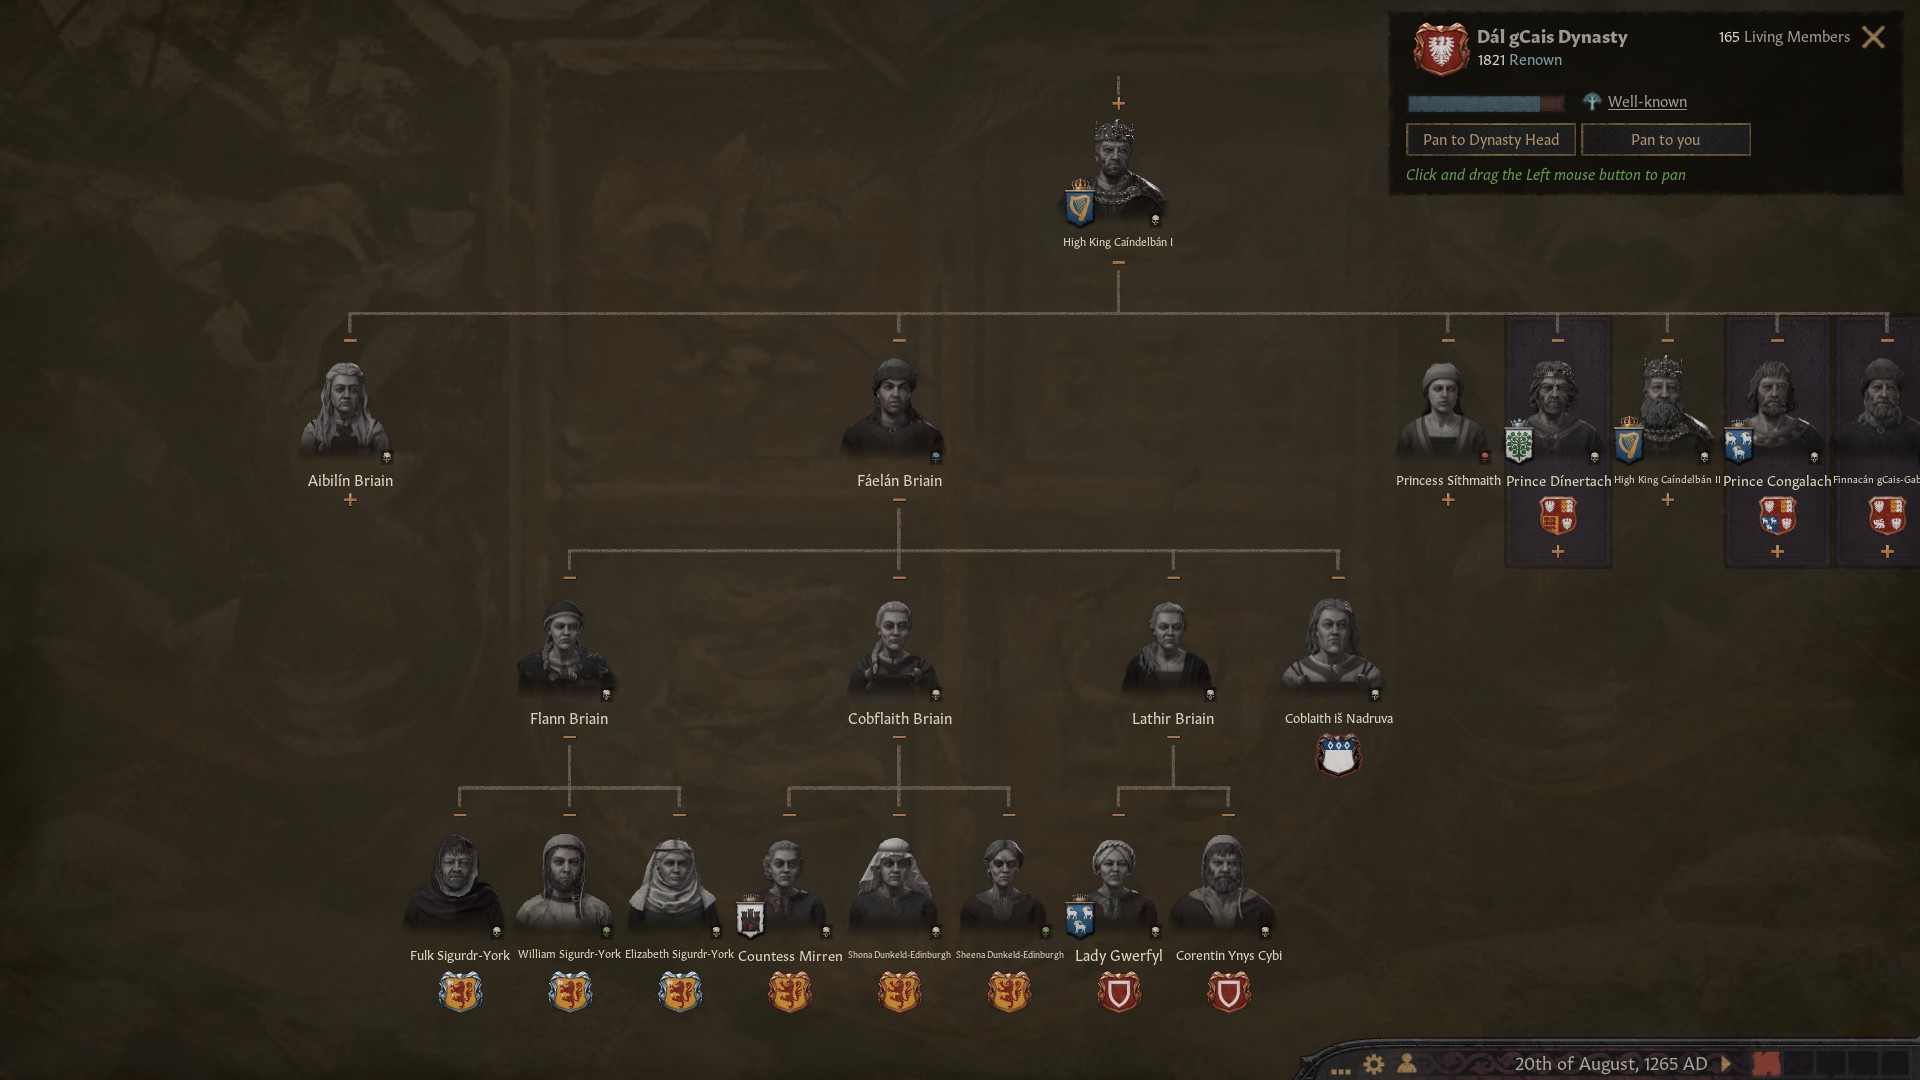 Dál gCais Dynasty
165 Living Members
1821 Renown
Well-known
Pan to Dynasty Head
Pan to you
Click and drag the Left mouse button to pan
High King Caíndelbán I
Aibilín Briain
Fáelán Briain
Princess Síthmaith
Prince Dínertach
High King Caíndelbán II
Prince Congalach
Finnacán gCais-Gab
Flann Briain
Cobflaith Briain
Lathir Briain
Coblaith iš Nadruva
Fulk Sigurdr-York
William Sigurdr-York
Elizabeth Sigurdr-York
Countess Mirren
Shona Dunkeld-Edinburgh
Sheena Dunkeld-Edinburgh
Lady Gwerfyl
Corentin Ynys Cybi
... 20th of August, 1265 AD